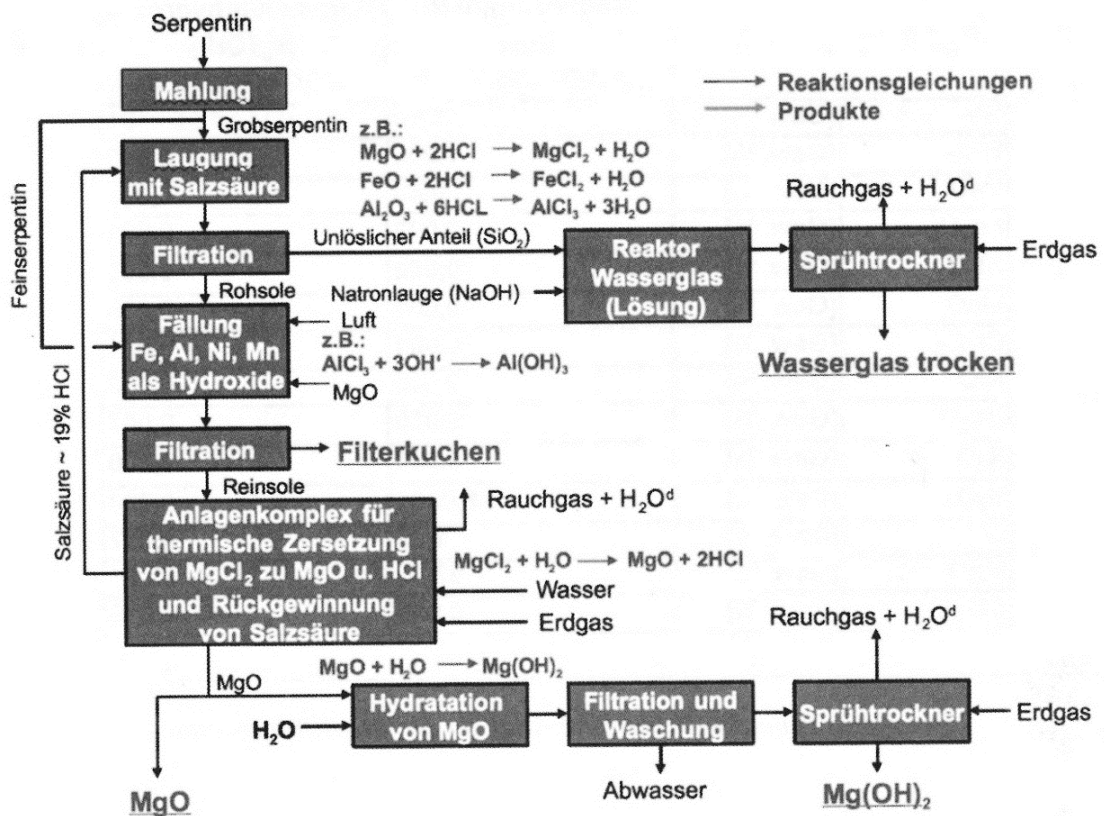 Serpentin
Mahlung
Grobserpentin
Feinserpentin
Salzsäure ~ 19% HCl
Laugung
mit Salzsäure
z.B.:
MgO + 2HCl → MgCl₂ + H₂O
FeO + 2HCl → FeCl₂ + H₂O
Al₂O₃ + 6HCL → AlCl₃ + 3H₂O
→ Reaktionsgleichungen
→ Produkte
Filtration
Unlöslicher Anteil (SiO₂)
Reaktor
Wasserglas
(Lösung)
Rauchgas + H₂Oᵈ
Sprühtrockner
Erdgas
Wasserglas trocken
Rohsole
Natronlauge (NaOH)
Fällung
Fe, Al, Ni, Mn
als Hydroxide
Luft
z.B.:
AlCl₃ + 3OH' → Al(OH)₃
MgO
Filtration
Filterkuchen
Reinsole
Anlagenkomplex für
thermische Zersetzung
von MgCl₂ zu MgO u. HCl
und Rückgewinnung
von Salzsäure
Rauchgas + H₂Oᵈ
MgCl₂ + H₂O → MgO + 2HCl
Wasser
Erdgas
MgO
MgO + H₂O → Mg(OH)₂
H₂O
Hydratation
von MgO
Filtration und
Waschung
Rauchgas + H₂Oᵈ
Sprühtrockner
Erdgas
MgO
Abwasser
Mg(OH)₂